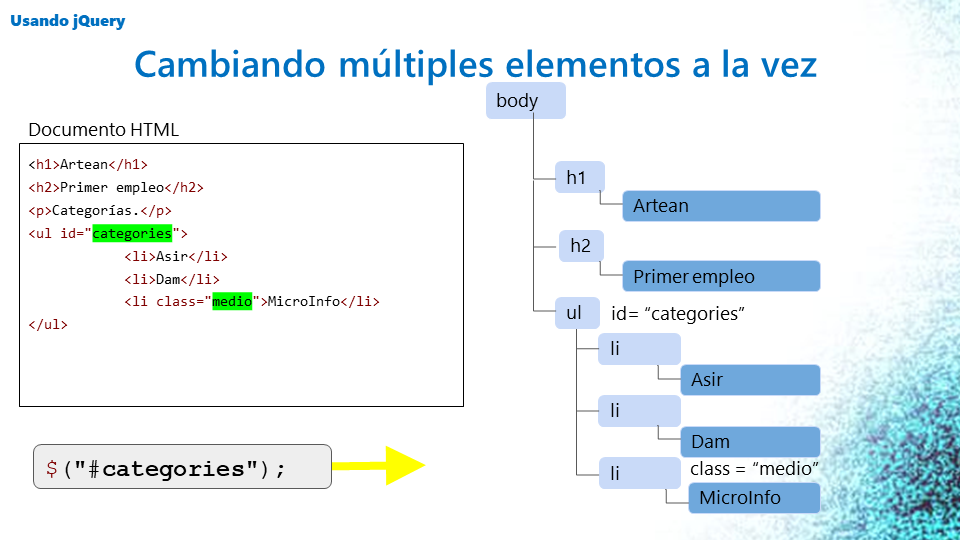 Usando jQuery
Cambiando múltiples elementos a la vez
Documento HTML
<h1>Artean</h1>
<h2>Primer empleo</h2>
<p>Categorías.</p>
<ul id="categories">
<li>Asir</li>
<li>Dam</li>
<li class="medio">MicroInfo</li>
</ul>
$("#categories");
body
h1
Artean
h2
Primer empleo
ul id= “categories”
li
Asir
li
Dam
li class = “medio”
MicroInfo